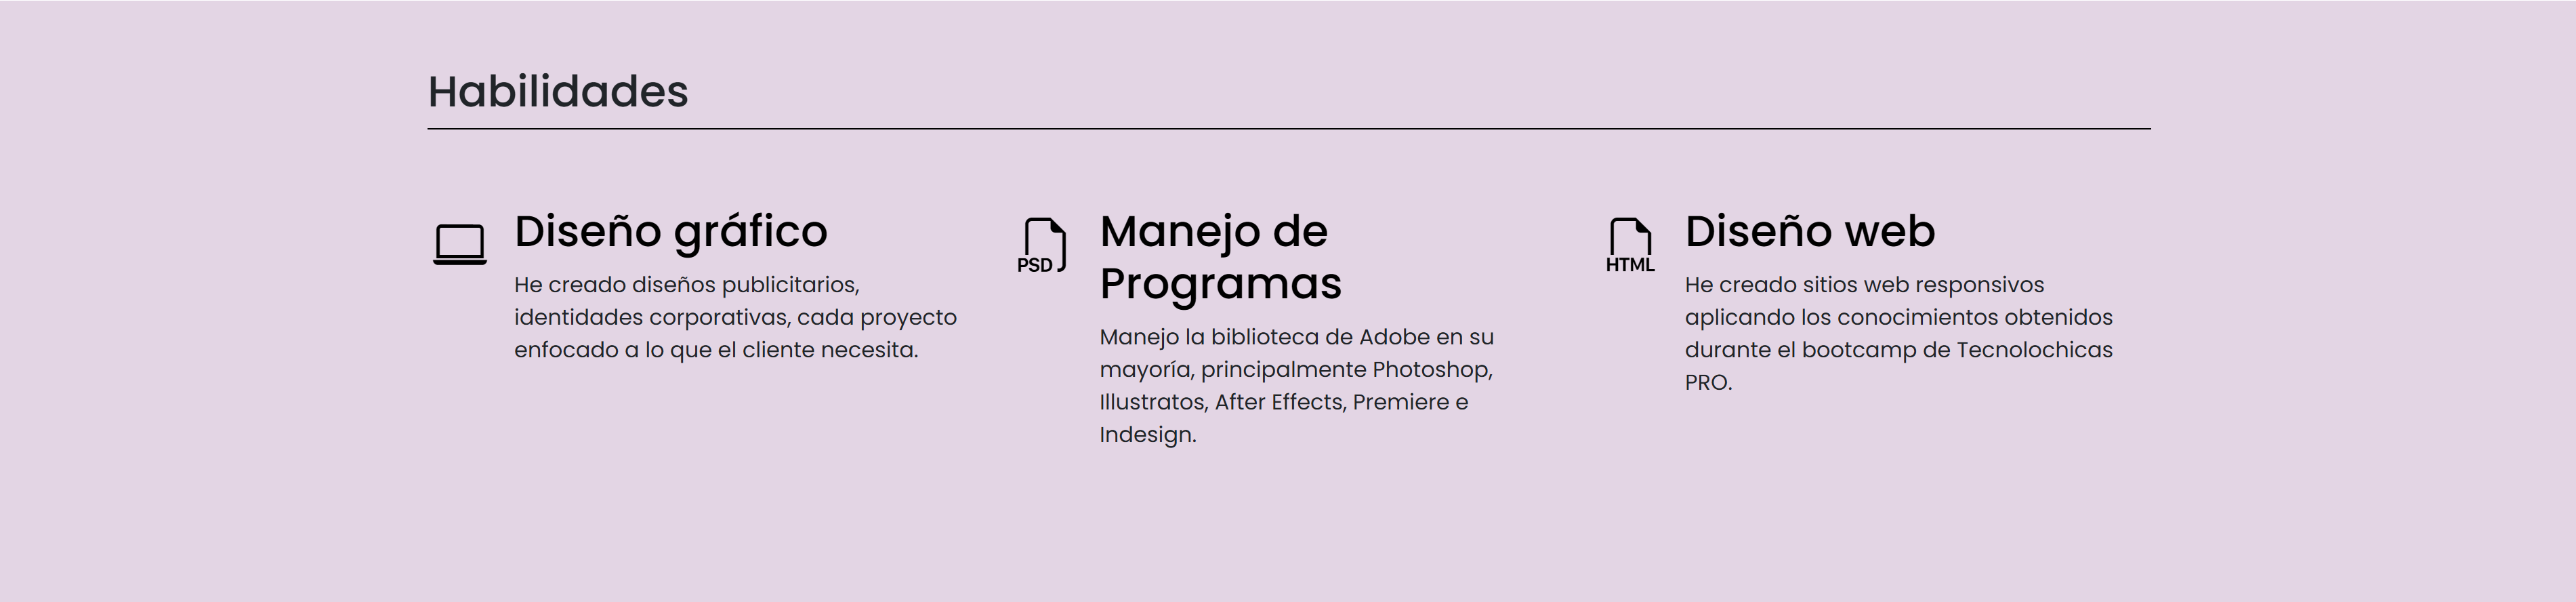 Habilidades
Diseño gráfico
He creado diseños publicitarios,
identidades corporativas, cada proyecto
enfocado a lo que el cliente necesita.
PSD
Manejo de
Programas
Manejo la biblioteca de Adobe en su
mayoría, principalmente Photoshop,
Illustratos, After Effects, Premiere e
Indesign.
HTML
Diseño web
He creado sitios web responsivos
aplicando los conocimientos obtenidos
durante el bootcamp de Tecnolochicas
PRO.